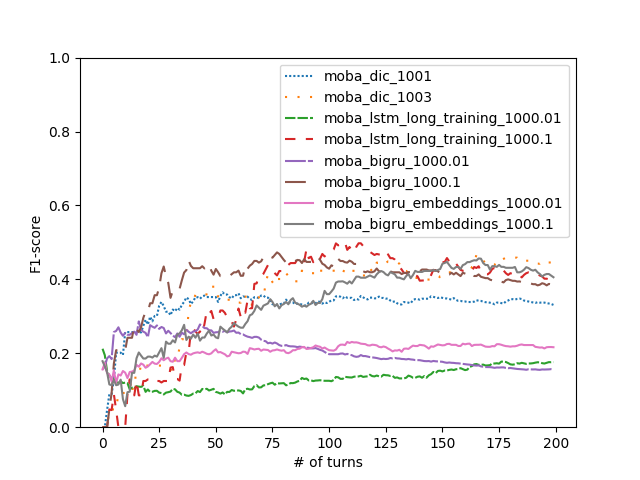 1.0
0.8
0.6
0.4
0.2
0.0
F1-score
moba_dic_1001
moba_dic_1003
moba_lstm_long_training_1000.01
moba_lstm_long_training_1000.1
moba_bigru_1000.01
moba_bigru_1000.1
moba_bigru_embeddings_1000.01
moba_bigru_embeddings_1000.1
0 25 50 75 100 125 150 175 200
# of turns